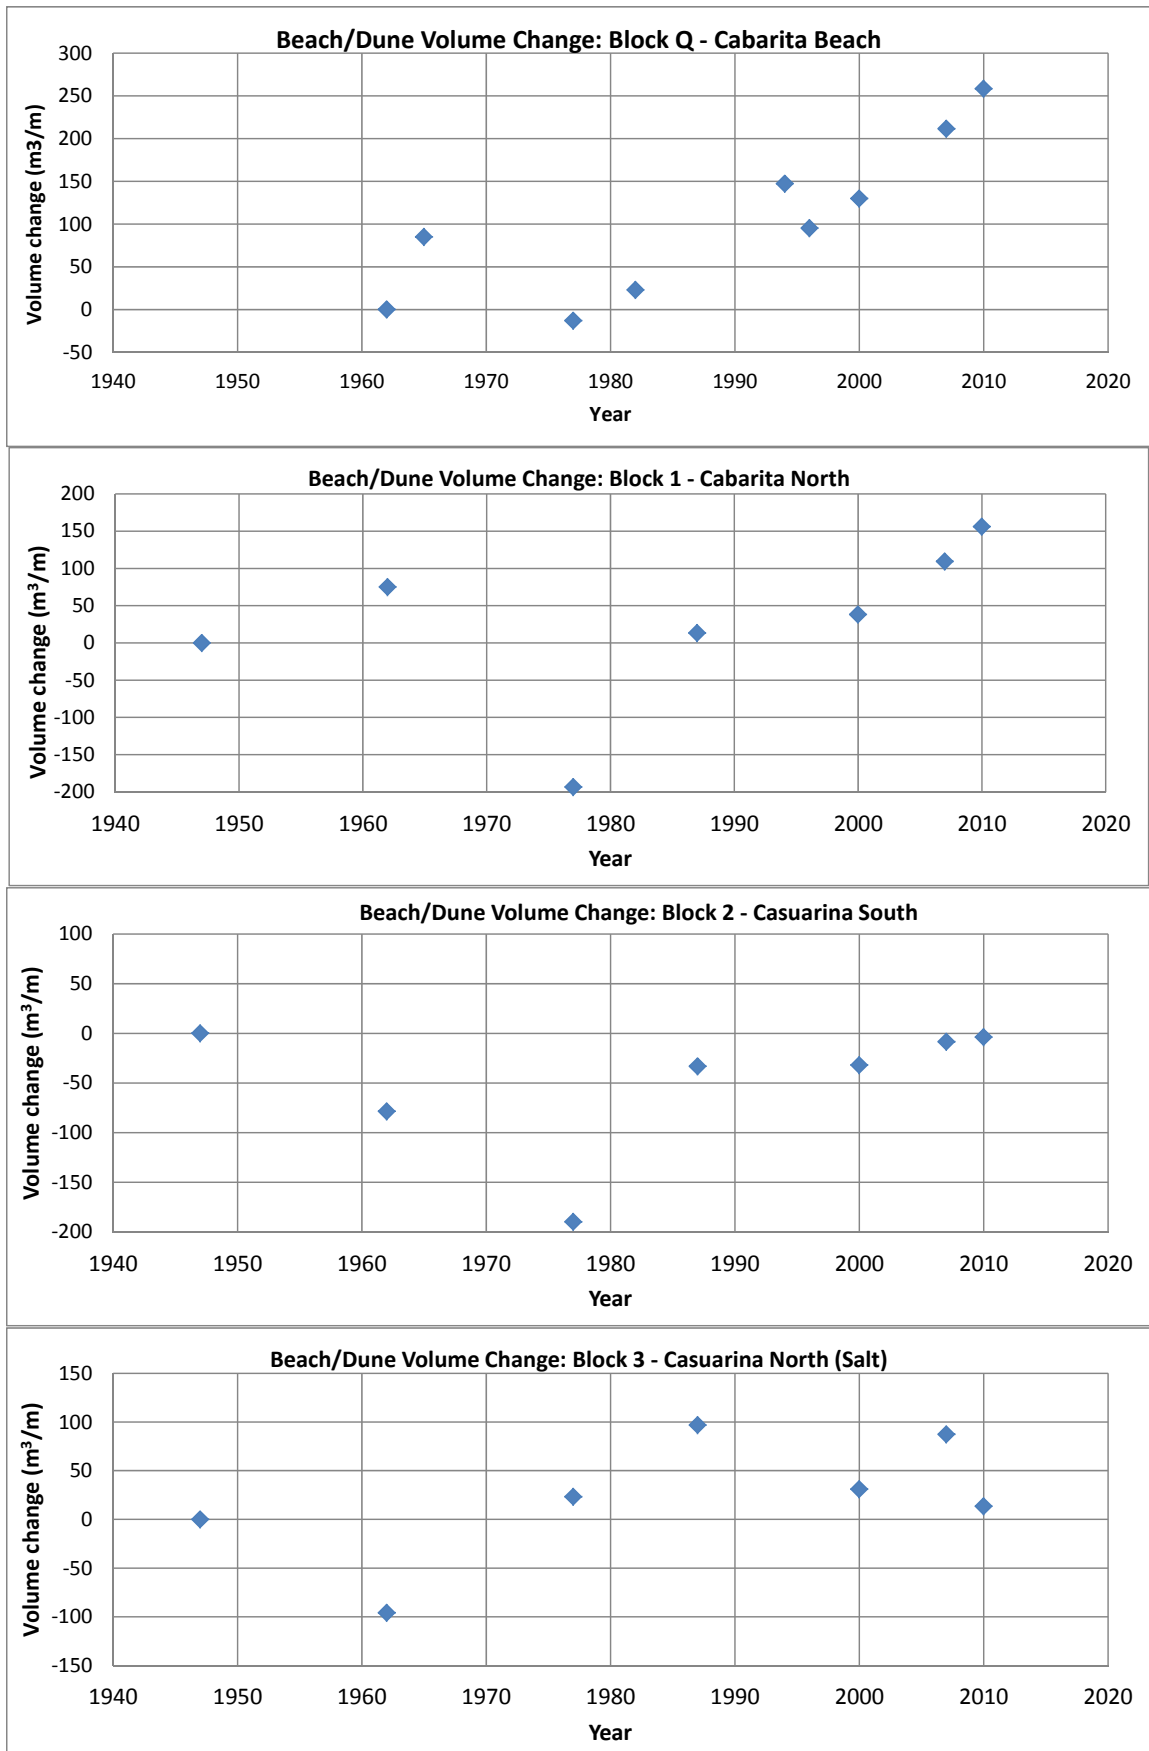 Beach/Dune Volume Change: Block Q - Cabarita Beach
Volume change (m3/m)
300
250
200
150
100
50
0
-50
1940 1950 1960 1970 1980 1990 2000 2010 2020
Year
Beach/Dune Volume Change: Block 1 - Cabarita North
Volume change (m³/m)
200
150
100
50
0
-50
-100
-150
-200
1940 1950 1960 1970 1980 1990 2000 2010 2020
Year
Beach/Dune Volume Change: Block 2 - Casuarina South
Volume change (m³/m)
100
50
0
-50
-100
-150
-200
1940 1950 1960 1970 1980 1990 2000 2010 2020
Year
Beach/Dune Volume Change: Block 3 - Casuarina North (Salt)
Volume change (m³/m)
150
100
50
0
-50
-100
-150
1940 1950 1960 1970 1980 1990 2000 2010 2020
Year